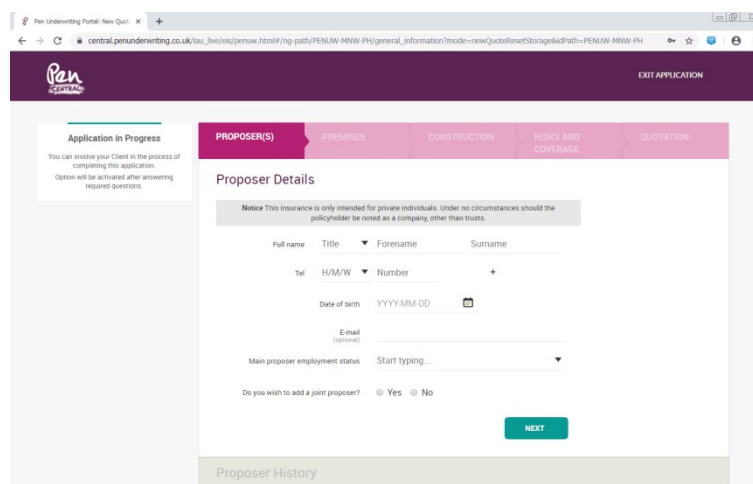 Pen Underwriting Portal: New Quot
central.penunderwriting.co.uk/iau_live/eis/penuw.html#/ng-path/PENUW-MNW-PH/general_information?mode=newQuoteResetStorage&idPath=PENUW-MNW-PH
Pen
CENTRAL
EXIT APPLICATION
Application in Progress
You can involve your Client in the process of
completing this application.
Option will be activated after answering
required questions.
PROPOSER(S) PREMISES CONSTRUCTION RISKS AND
COVERAGE QUOTATION
Proposer Details
Notice This insurance is only intended for private individuals. Under no circumstances should the
policyholder be noted as a company, other than trusts.
Full name Title Forename Surname
Tel H/M/W Number +
Date of birth YYYY-MM-DD
E-mail
(optional)
Main proposer employment status Start typing...
Do you wish to add a joint proposer? Yes No
NEXT
Proposer History